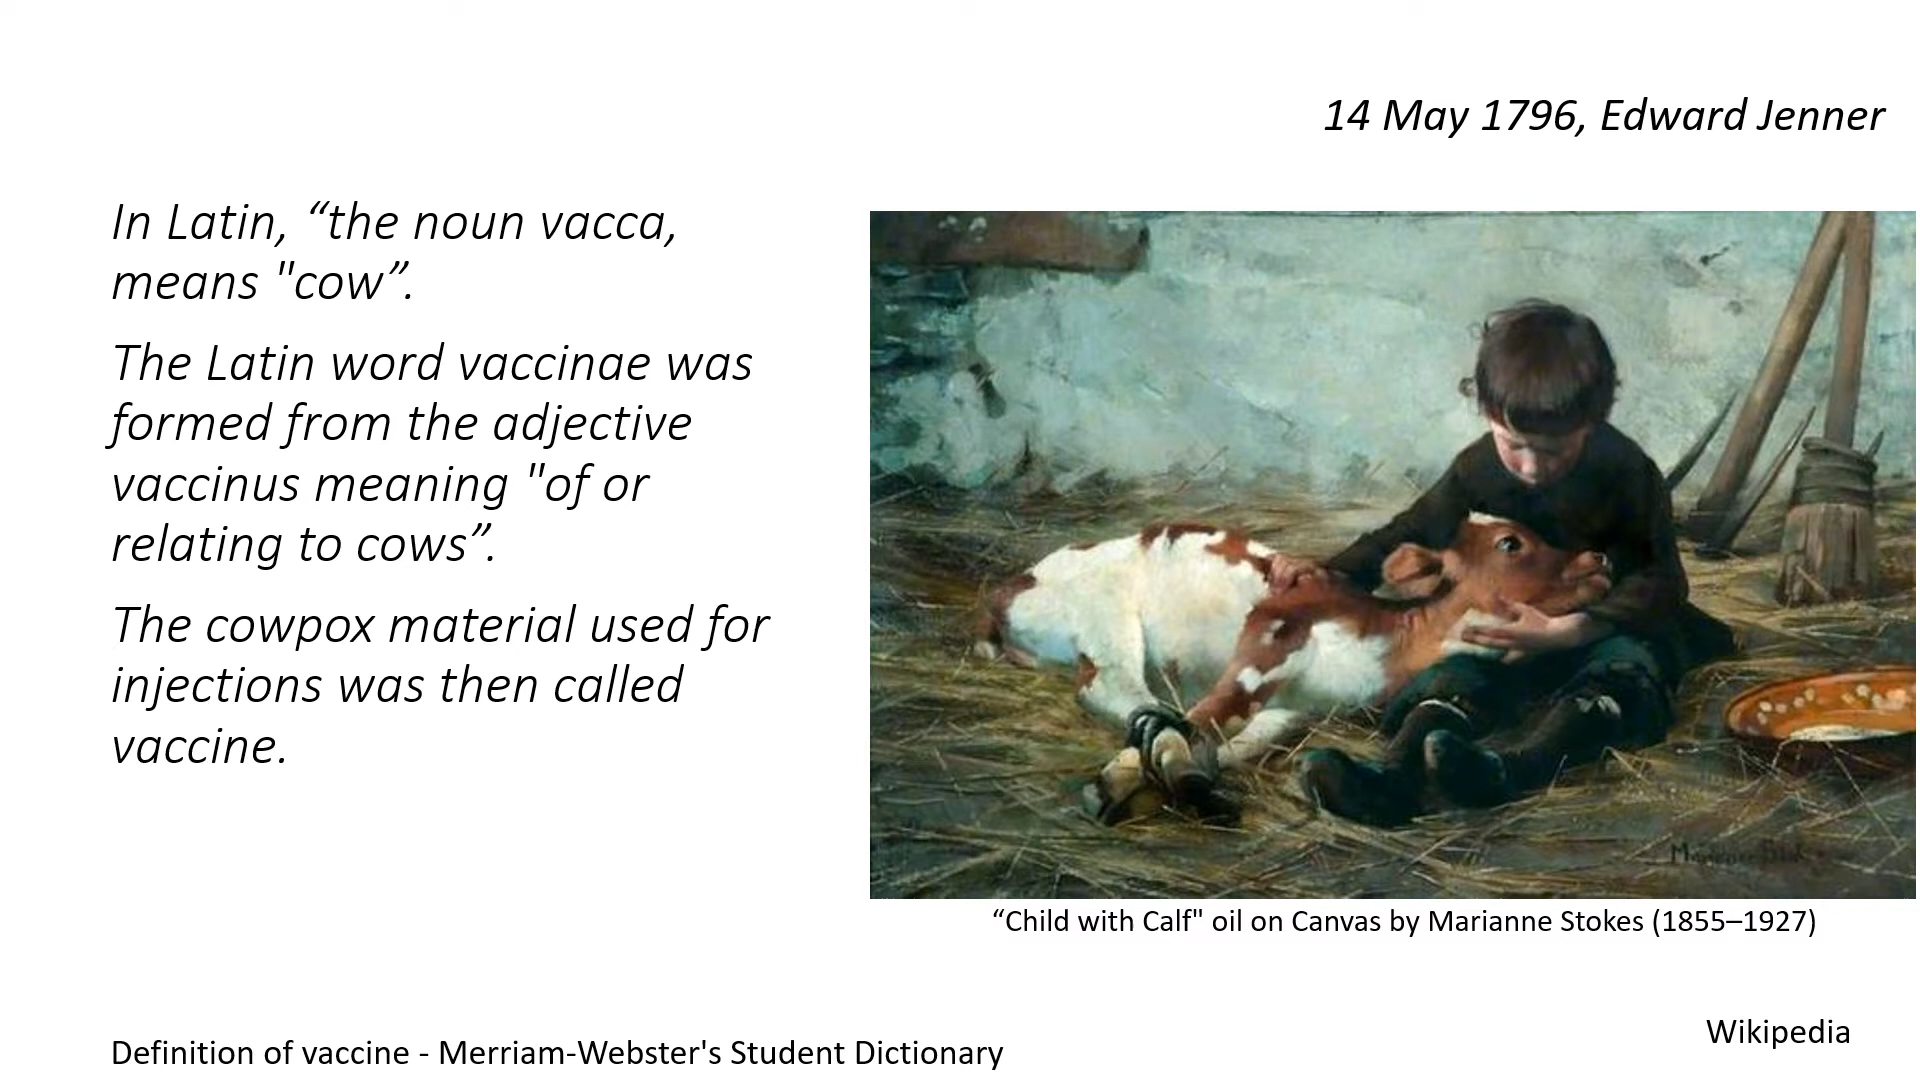 14 May 1796, Edward Jenner
In Latin, “the noun vacca,
means "cow”.
The Latin word vaccinae was
formed from the adjective
vaccinus meaning "of or
relating to cows”.
The cowpox material used for
injections was then called
vaccine.
“Child with Calf" oil on Canvas by Marianne Stokes (1855–1927)
Wikipedia
Definition of vaccine - Merriam-Webster's Student Dictionary